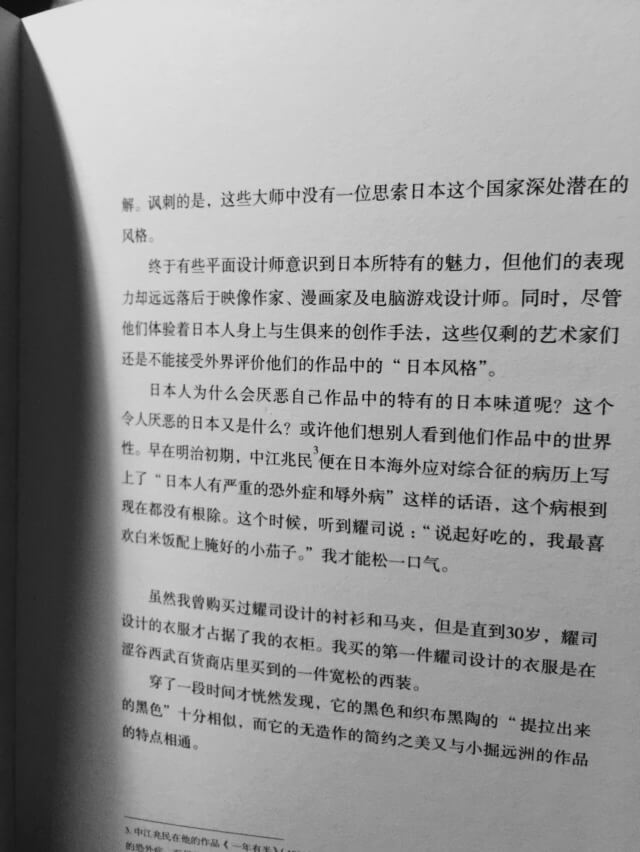 解。讽刺的是，这些大师中没有一位思索日本这个国家深处潜在的
风格。
终于有些平面设计师意识到日本所特有的魅力，但他们的表现
力却远远落后于映像作家、漫画家及电脑游戏设计师。同时，尽管
他们体验着日本人身上与生俱来的创作手法，这些仅剩的艺术家们
还是不能接受外界评价他们的作品中的“日本风格”。
日本人为什么会厌恶自己作品中的特有的日本味道呢？这个
令人厌恶的日本又是什么？或许他们想别人看到他们作品中的世界
性。早在明治初期，中江兆民3便在日本海外应对综合征的病历上写
上了“日本人有严重的恐外症和辱外病”这样的话语，这个病根到
现在都没有根除。这个时候，听到耀司说：“说起好吃的，我最喜
欢白米饭配上腌好的小茄子。”我才能松一口气。
虽然我曾购买过耀司设计的衬衫和马夹，但是直到30岁，耀司
设计的衣服才占据了我的衣柜。我买的第一件耀司设计的衣服是在
涩谷西武百货商店里买到的一件宽松的西装。
穿了一段时间才恍然发现，它的黑色和织布黑陶的“提拉出来
的黑色”十分相似，而它的无造作的简约之美又与小掘远洲的作品
的特点相通。
3. 中江兆民在他的作品《一年有半》
的恐外症，